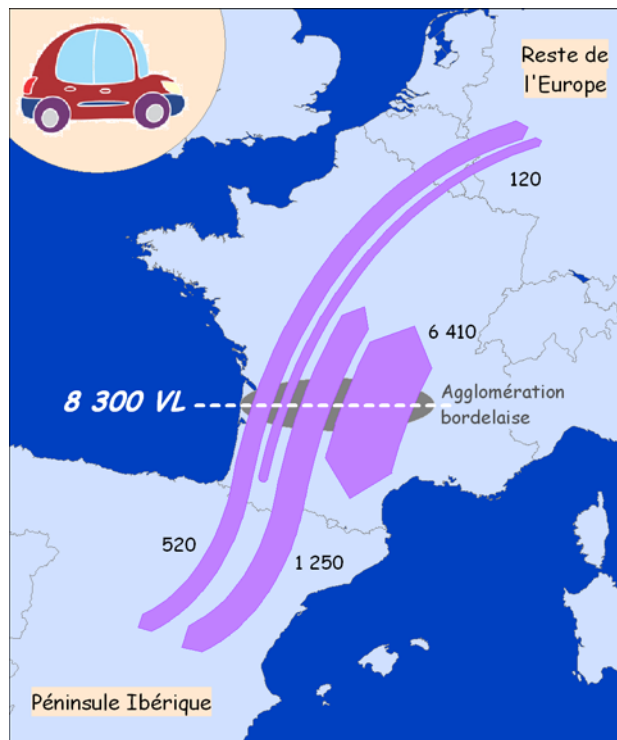 Reste de
l'Europe
120
6 410
8 300 VL
Agglomération
bordelaise
520
1 250
Péninsule Ibérique